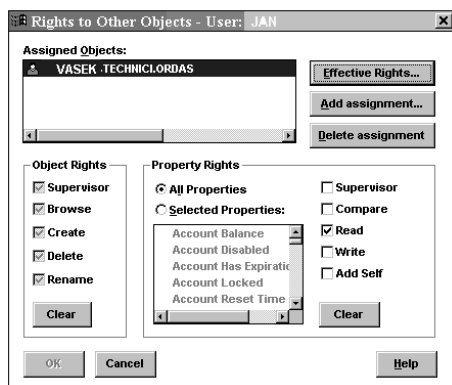 Rights to Other Objects - User: JAN
Assigned Objects:
VASEK .TECHNICI.ORDAS
Effective Rights...
Add assignment...
Delete assignment
Object Rights
Supervisor
Browse
Create
Delete
Rename
Clear
Property Rights
All Properties
Selected Properties:
Account Balance
Account Disabled
Account Has Expiratic
Account Locked
Account Reset Time
Supervisor
Compare
Read
Write
Add Self
Clear
OK
Cancel
Help